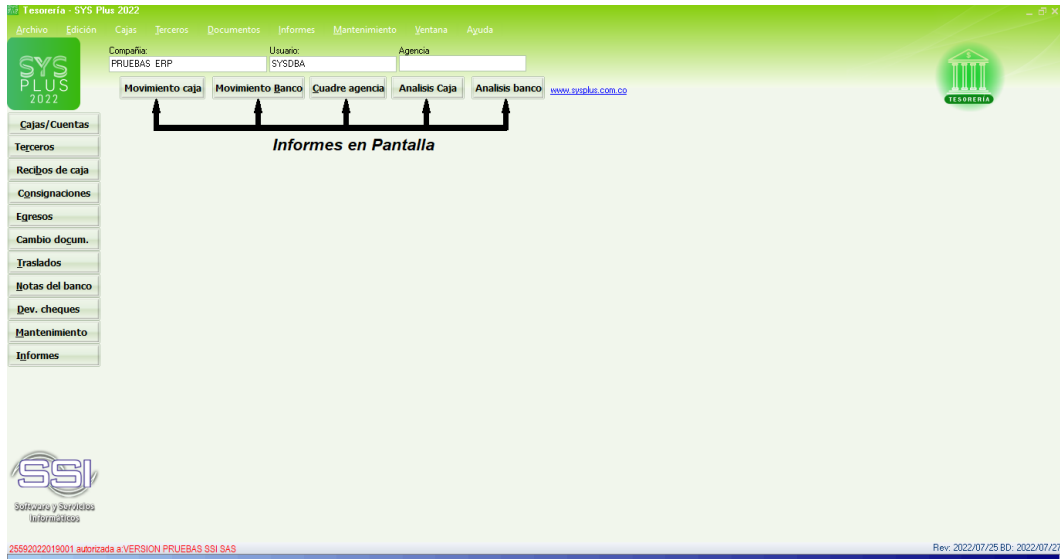 Tesorería - SYS Plus 2022
Archivo Edición Cajas Terceros Documentos Informes Mantenimiento Ventana Ayuda
Compañia: Usuario: Agencia
PRUEBAS ERP SYSDBA
SYS
PLUS
2022
Movimiento caja Movimiento Banco Cuadre agencia Analisis Caja Analisis banco www.sysplus.com.co
TESORERÍA
Informes en Pantalla
Cajas/Cuentas
Terceros
Recibos de caja
Consignaciones
Egresos
Cambio docum.
Traslados
Notas del banco
Dev. cheques
Mantenimiento
Informes
SSI
Software y Servicios
Informáticos
25592022019001 autorizada a:VERSION PRUEBAS SSI SAS
Rev: 2022/07/25 BD: 2022/07/2